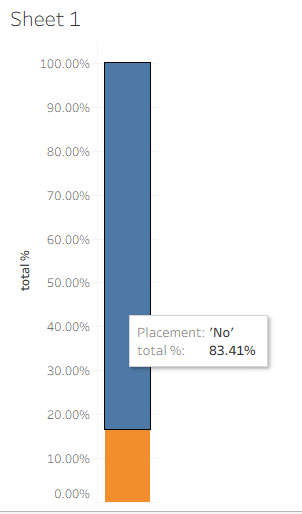 Sheet 1
100.00%
90.00%
80.00%
70.00%
60.00%
50.00%
40.00%
30.00%
20.00%
10.00%
0.00%
total %
Placement: 'No'
total %: 83.41%